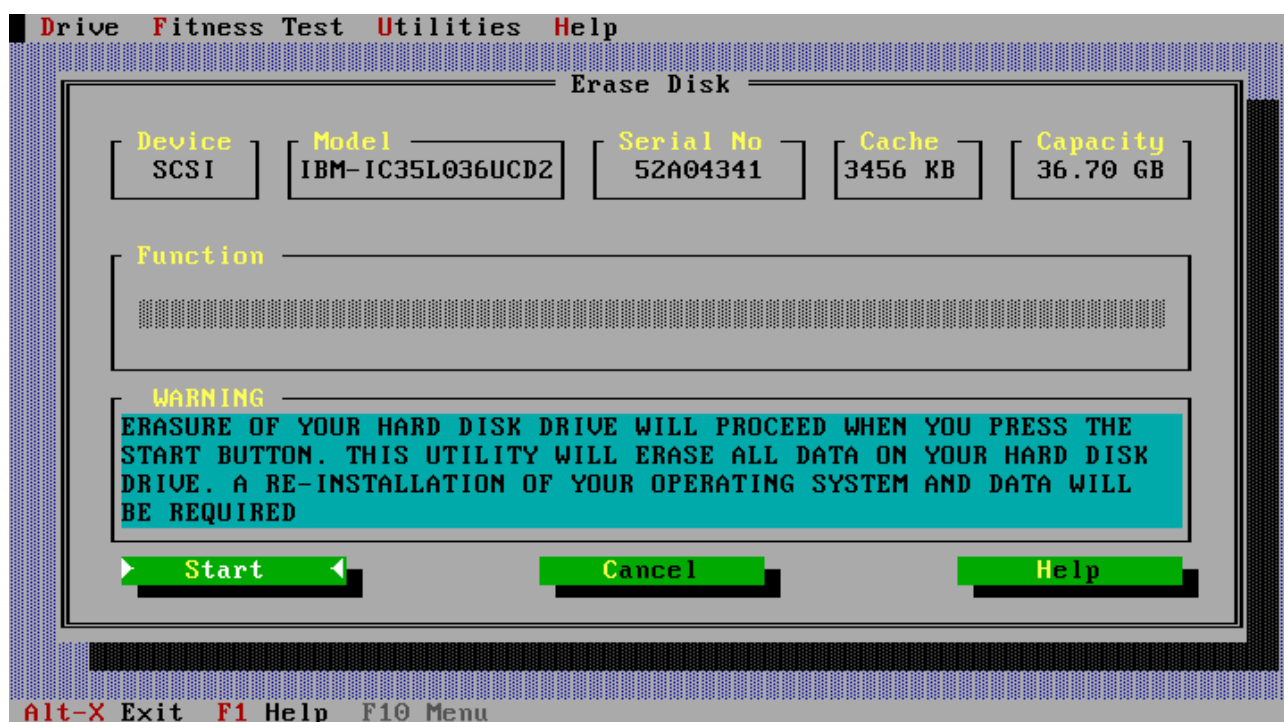 Drive Fitness Test Utilities Help
Erase Disk
Device Model Serial No Cache Capacity
SCSI IBM-IC35L036UCD2 52A04341 3456 KB 36.70 GB
Function
WARNING
ERASURE OF YOUR HARD DISK DRIVE WILL PROCEED WHEN YOU PRESS THE
START BUTTON. THIS UTILITY WILL ERASE ALL DATA ON YOUR HARD DISK
DRIVE. A RE-INSTALLATION OF YOUR OPERATING SYSTEM AND DATA WILL
BE REQUIRED
Start Cancel Help
Alt-X Exit F1 Help F10 Menu